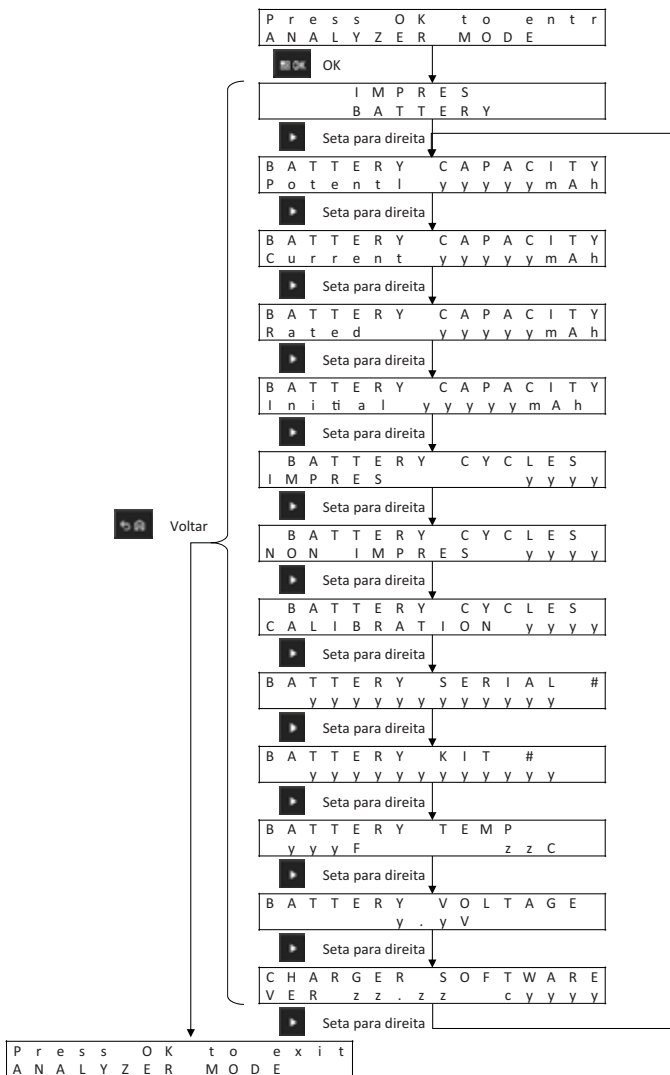 Press OK to entr
ANALYZER MODE
OK OK
IMPRES
BATTERY
Seta para direita
BATTERY CAPACITY
Potentl yyyyymAh
Seta para direita
BATTERY CAPACITY
Current yyyyymAh
Seta para direita
BATTERY CAPACITY
Rated yyyyymAh
Seta para direita
BATTERY CAPACITY
Initial yyyyymAh
Seta para direita
BATTERY CYCLES
IMPRES yyyy
Seta para direita
Voltar
BATTERY CYCLES
NON IMPRES yyyy
Seta para direita
BATTERY CYCLES
CALIBRATION yyyy
Seta para direita
BATTERY SERIAL #
yyyyyyyyyyyy
Seta para direita
BATTERY KIT #
yyyyyyyyyyyy
Seta para direita
BATTERY TEMP
yyyF zzC
Seta para direita
BATTERY VOLTAGE
y.yV
Seta para direita
CHARGER SOFTWARE
VER zz.zz cyyyy
Seta para direita
Press OK to exit
ANALYZER MODE